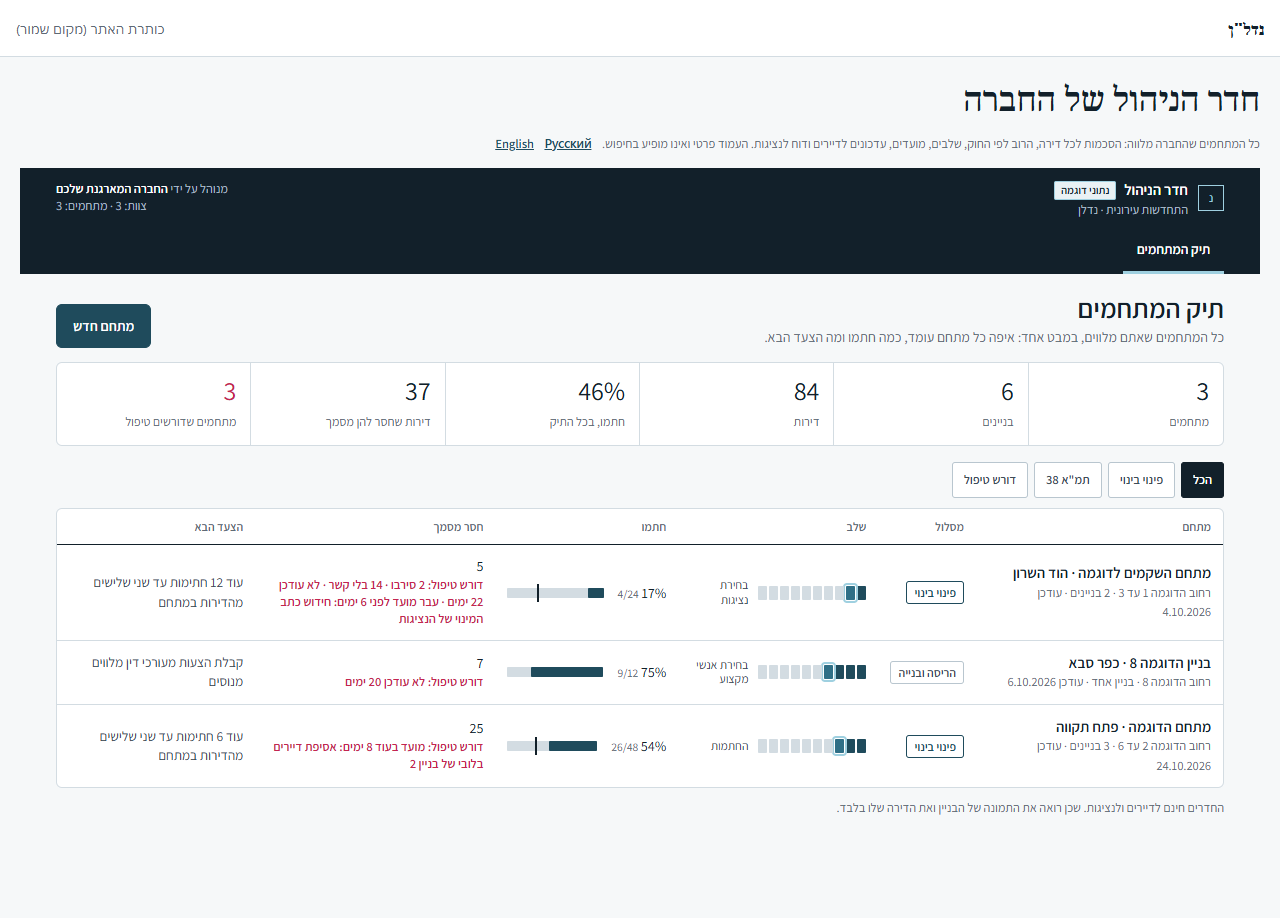 נדל"ן
כותרת האתר (מקום שמור)
חדר הניהול של החברה
כל המתחמים שהחברה מלווה: הסכמות לכל דירה, הרוב לפי החוק, שלבים, מועדים, עדכונים לדיירים ודוח לנציגות. העמוד פרטי ואינו מופיע בחיפוש. Русский English
נ
חדר הניהול נתוני דוגמה
התחדשות עירונית · נדלן
מנוהל על ידי החברה המארגנת שלכם
צוות: 3 · מתחמים: 3
תיק המתחמים
תיק המתחמים
כל המתחמים שאתם מלווים, במבט אחד: איפה כל מתחם עומד, כמה חתמו ומה הצעד הבא.
מתחם חדש
3
מתחמים
6
בניינים
84
דירות
46%
חתמו, בכל התיק
37
דירות שחסר להן מסמך
3
מתחמים שדורשים טיפול
הכל
פינוי בינוי
תמ"א 38
דורש טיפול
מתחם מסלול שלב חתמו חסר מסמך הצעד הבא
מתחם השקמים לדוגמה · הוד השרון
רחוב הדוגמה 1 עד 3 · 2 בניינים · עודכן
4.10.2026
פינוי בינוי
בחירת
נציגות
17% 4/24
5
דורש טיפול: 2 סירבו · 14 בלי קשר · לא עודכן
22 ימים · עבר מועד לפני 6 ימים: חידוש כתב
המינוי של הנציגות
עוד 12 חתימות עד שני שלישים
מהדירות במתחם
בניין הדוגמה 8 · כפר סבא
רחוב הדוגמה 8 · בניין אחד · עודכן 6.10.2026
הריסה ובנייה
בחירת אנשי
מקצוע
75% 9/12
7
דורש טיפול: לא עודכן 20 ימים
קבלת הצעות מעורכי דין מלווים
מנוסים
מתחם הדוגמה · פתח תקווה
רחוב הדוגמה 2 עד 6 · 3 בניינים · עודכן
24.10.2026
פינוי בינוי
החתמות
54% 26/48
25
דורש טיפול: מועד בעוד 8 ימים: אסיפת דיירים
בלובי של בניין 2
עוד 6 חתימות עד שני שלישים
מהדירות במתחם
החדרים חינם לדיירים ולנציגות. שכן רואה את התמונה של הבניין ואת הדירה שלו בלבד.